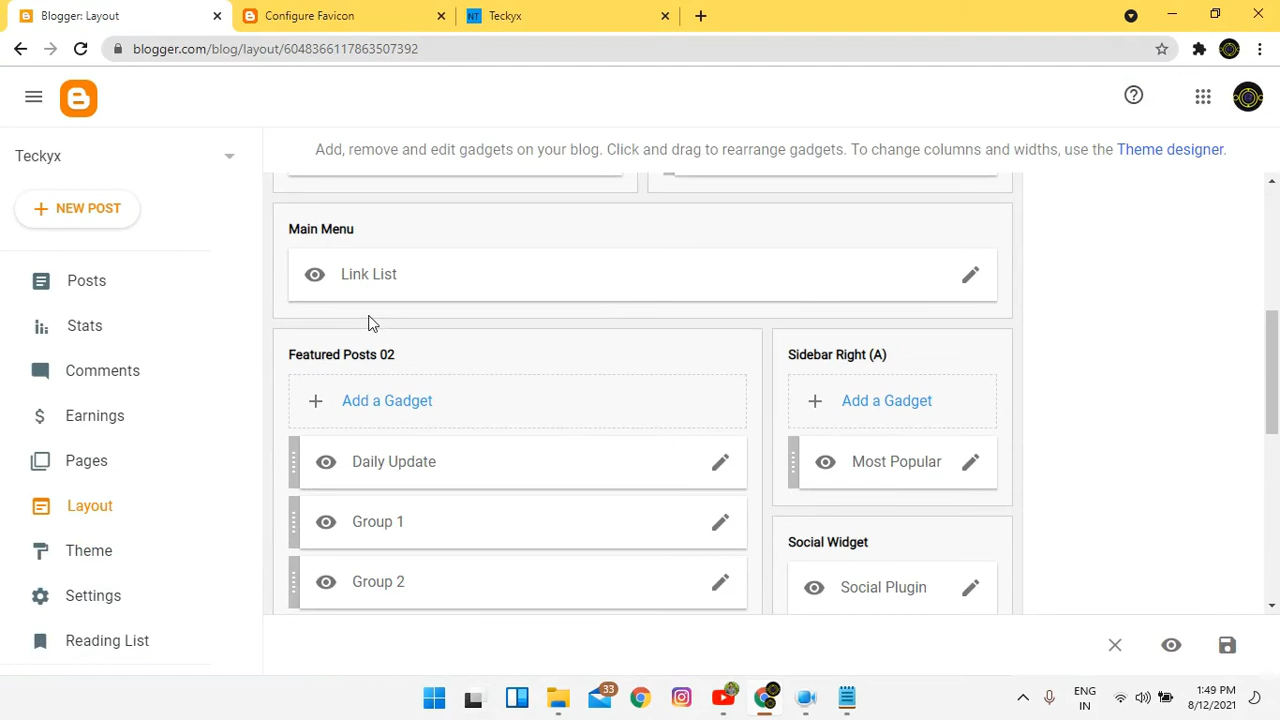 Blogger: Layout
Configure Favicon
NT Teckyx
blogger.com/blog/layout/6048366117863507392
Teckyx
Add, remove and edit gadgets on your blog. Click and drag to rearrange gadgets. To change columns and widths, use the Theme designer.
NEW POST
Posts
Stats
Comments
Earnings
Pages
Layout
Theme
Settings
Reading List
Main Menu
Link List
Featured Posts 02
Add a Gadget
Daily Update
Group 1
Group 2
Sidebar Right (A)
Add a Gadget
Most Popular
Social Widget
Social Plugin
33
ENG
IN
1:49 PM
8/12/2021